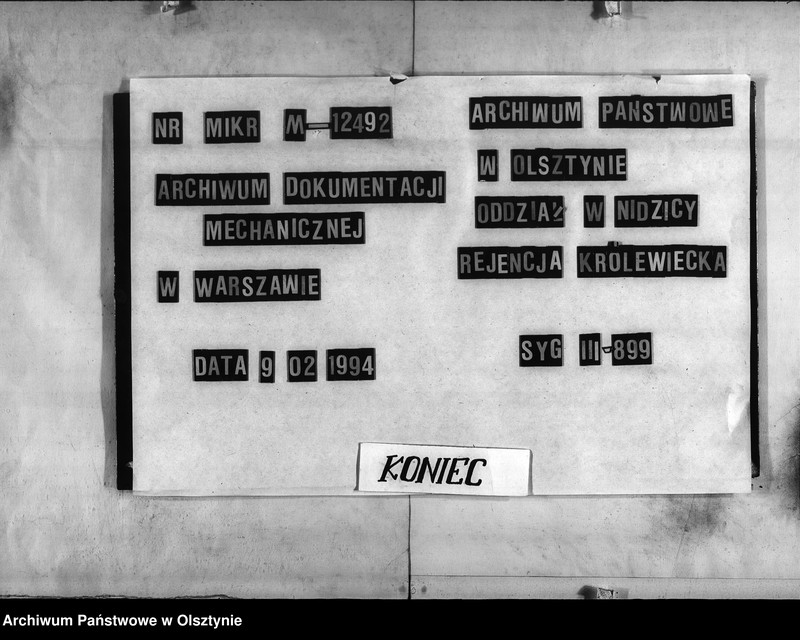 NR MIKR M-12492
ARCHIWUM DOKUMENTACJI
MECHANICZNEJ
W WARSZAWIE
DATA 9 02 1994
ARCHIWUM PAŃSTWOWE
W OLSZTYNIE
ODDZIAŁ W NIDZICY
REJENCJA KRÓLEWIECKA
SYG III-899
KONIEC
Archiwum Państwowe w Olsztynie